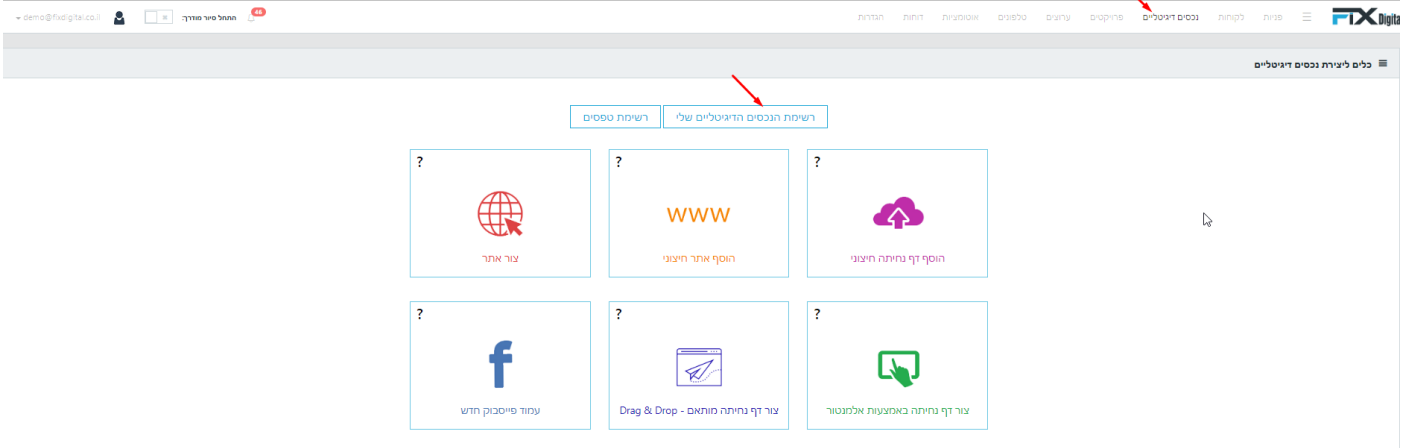 FIX Digital
פניות
לקוחות
נכסים דיגיטליים
פרויקטים
ערוצים
טלפונים
אוטומציות
דוחות
הגדרות
46
התחל סיור מודרך:
demo@fixdigital.co.il
כלים ליצירת נכסים דיגיטליים
רשימת הנכסים הדיגיטליים שלי
רשימת טפסים
?
?
?
WWW
הוסף דף נחיתה חיצוני
הוסף אתר חיצוני
צור אתר
?
?
?
צור דף נחיתה באמצעות אלמנטור
צור דף נחיתה מותאם - Drag & Drop
עמוד פייסבוק חדש